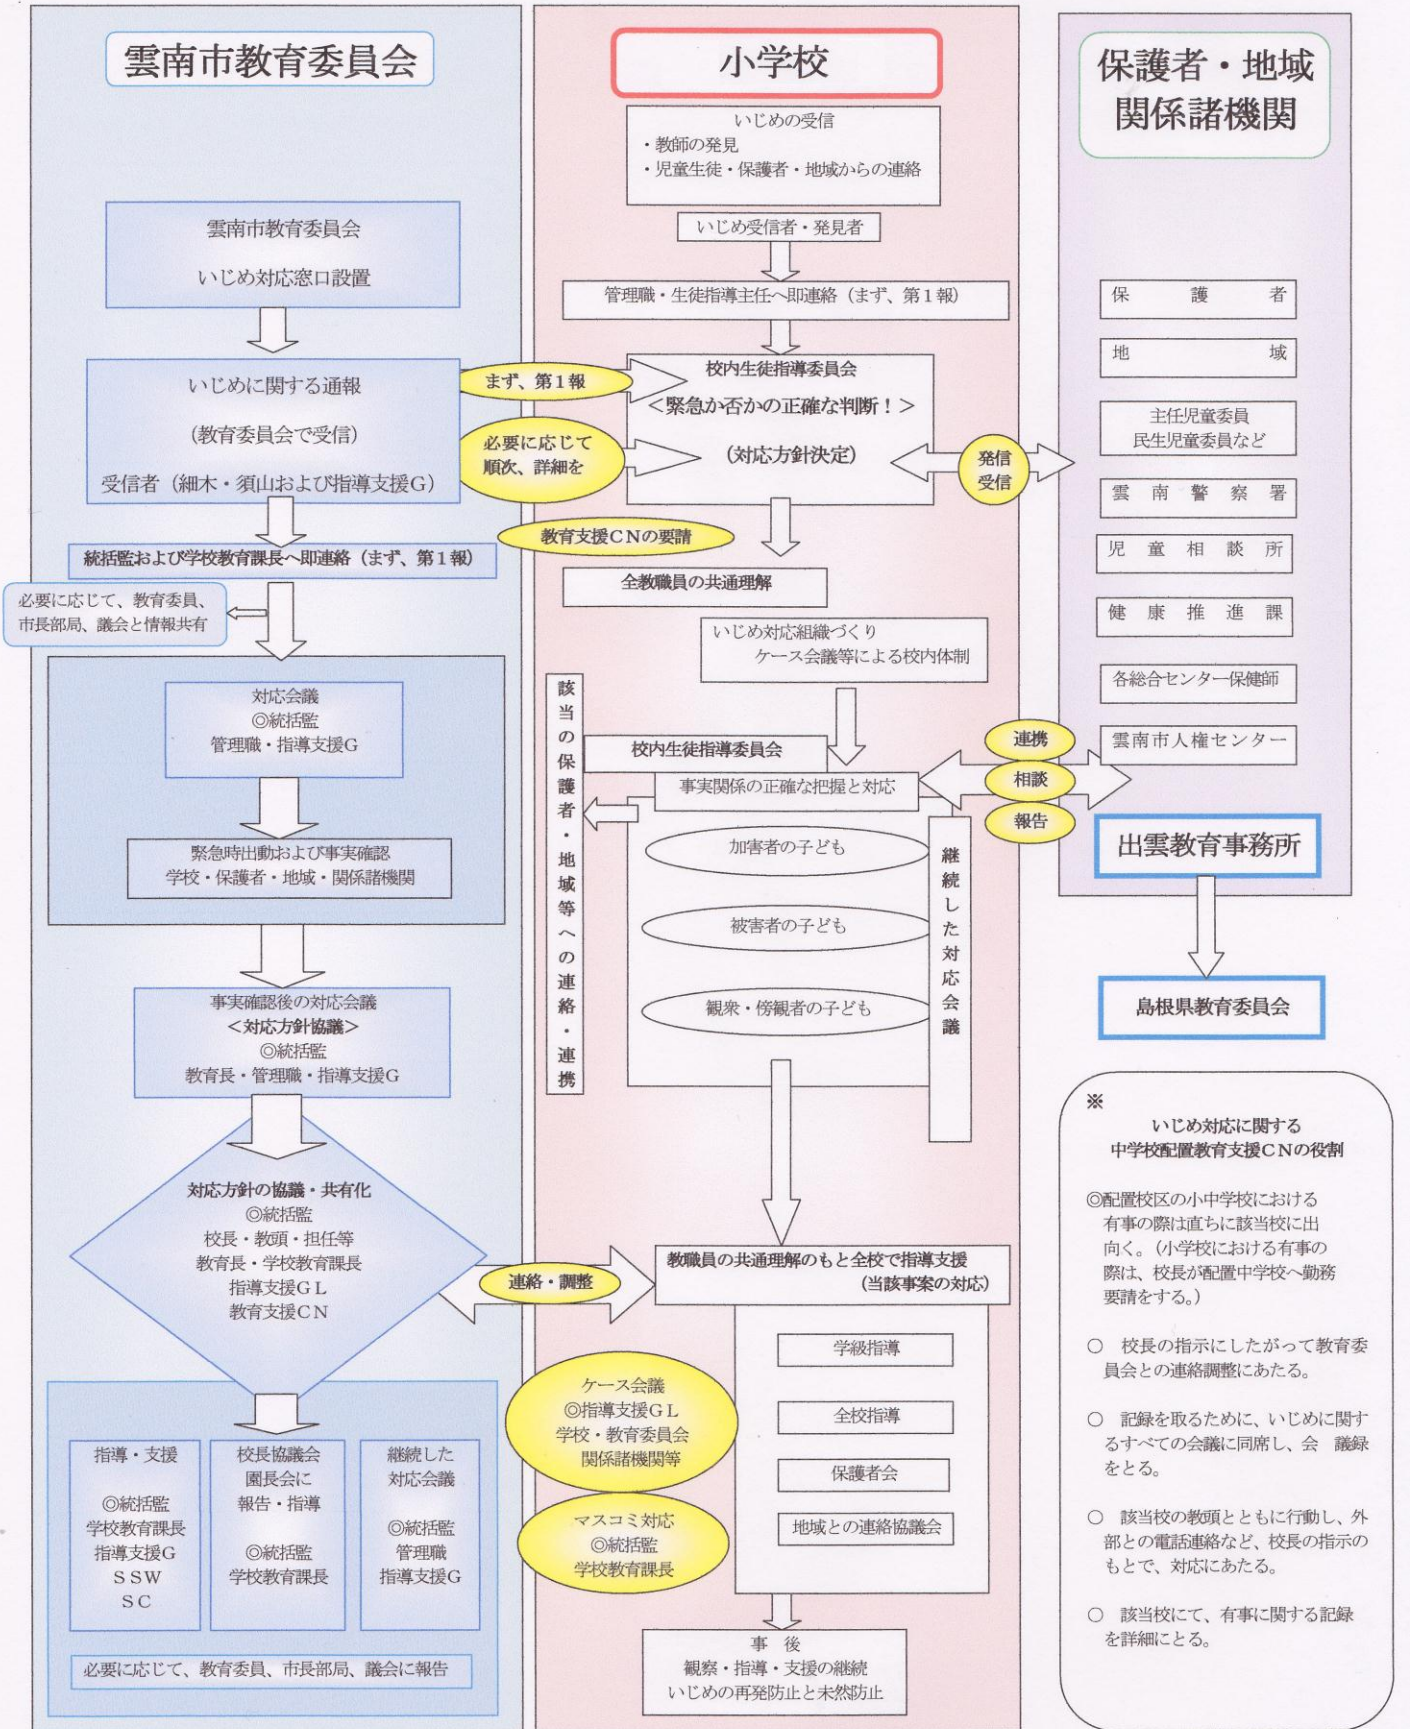 雲南市教育委員会
雲南市教育委員会
いじめ対応窓口設置
いじめに関する通報
(教育委員会で受信)
受信者(細木・須山および指導支援G)
統括監および学校教育課長へ即連絡(まず、第1報)
必要に応じて、教育委員、
市長部局、議会と情報共有
対応会議
◎統括監
管理職・指導支援G
緊急時出動および事実確認
学校・保護者・地域・関係諸機関
事実確認後の対応会議
<対応方針協議>
◎統括監
教育長・管理職・指導支援G
対応方針の協議・共有化
◎統括監
校長・教頭・担任等
教育長・学校教育課長
指導支援GL
教育支援CN
指導・支援
◎統括監
学校教育課長
指導支援G
SSW
SC
校長協議会
園長会に
報告・指導
◎統括監
学校教育課長
継続した
対応会議
◎統括監
管理職
指導支援G
必要に応じて、教育委員、市長部局、議会に報告
まず、第1報
必要に応じて
順次、詳細を
教育支援CNの要請
連絡・調整
ケース会議
◎指導支援GL
学校・教育委員会
関係諸機関等
マスコミ対応
◎統括監
学校教育課長
小学校
いじめの受信
・教師の発見
・児童生徒・保護者・地域からの連絡
いじめ受信者・発見者
管理職・生徒指導主任へ即連絡(まず、第1報)
校内生徒指導委員会
<緊急か否かの正確な判断!>
(対応方針決定)
全教職員の共通理解
いじめ対応組織づくり
ケース会議等による校内体制
該当の保護者・地域等への連絡・連携
校内生徒指導委員会
事実関係の正確な把握と対応
加害者の子ども
被害者の子ども
観衆・傍観者の子ども
継続した対応会議
教職員の共通理解のもと全校で指導支援
(当該事案の対応)
学級指導
全校指導
保護者会
地域との連絡協議会
事 後
観察・指導・支援の継続
いじめの再発防止と未然防止
発信
受信
連携
相談
報告
保護者・地域
関係諸機関
保 護 者
地 域
主任児童委員
民生児童委員など
雲 南 警 察 署
児 童 相 談 所
健 康 推 進 課
各総合センター保健師
雲南市人権センター
出雲教育事務所
島根県教育委員会
※
いじめ対応に関する
中学校配置教育支援CNの役割
◎配置校区の小中学校における
有事の際は直ちに該当校に出
向く。(小学校における有事の
際は、校長が配置中学校へ勤務
要請をする。)
○ 校長の指示にしたがって教育委
員会との連絡調整にあたる。
○ 記録を取るために、いじめに関す
るすべての会議に同席し、会 議録
をとる。
○ 該当校の教頭とともに行動し、外
部との電話連絡など、校長の指示の
もとで、対応にあたる。
○ 該当校にて、有事に関する記録
を詳細にとる。